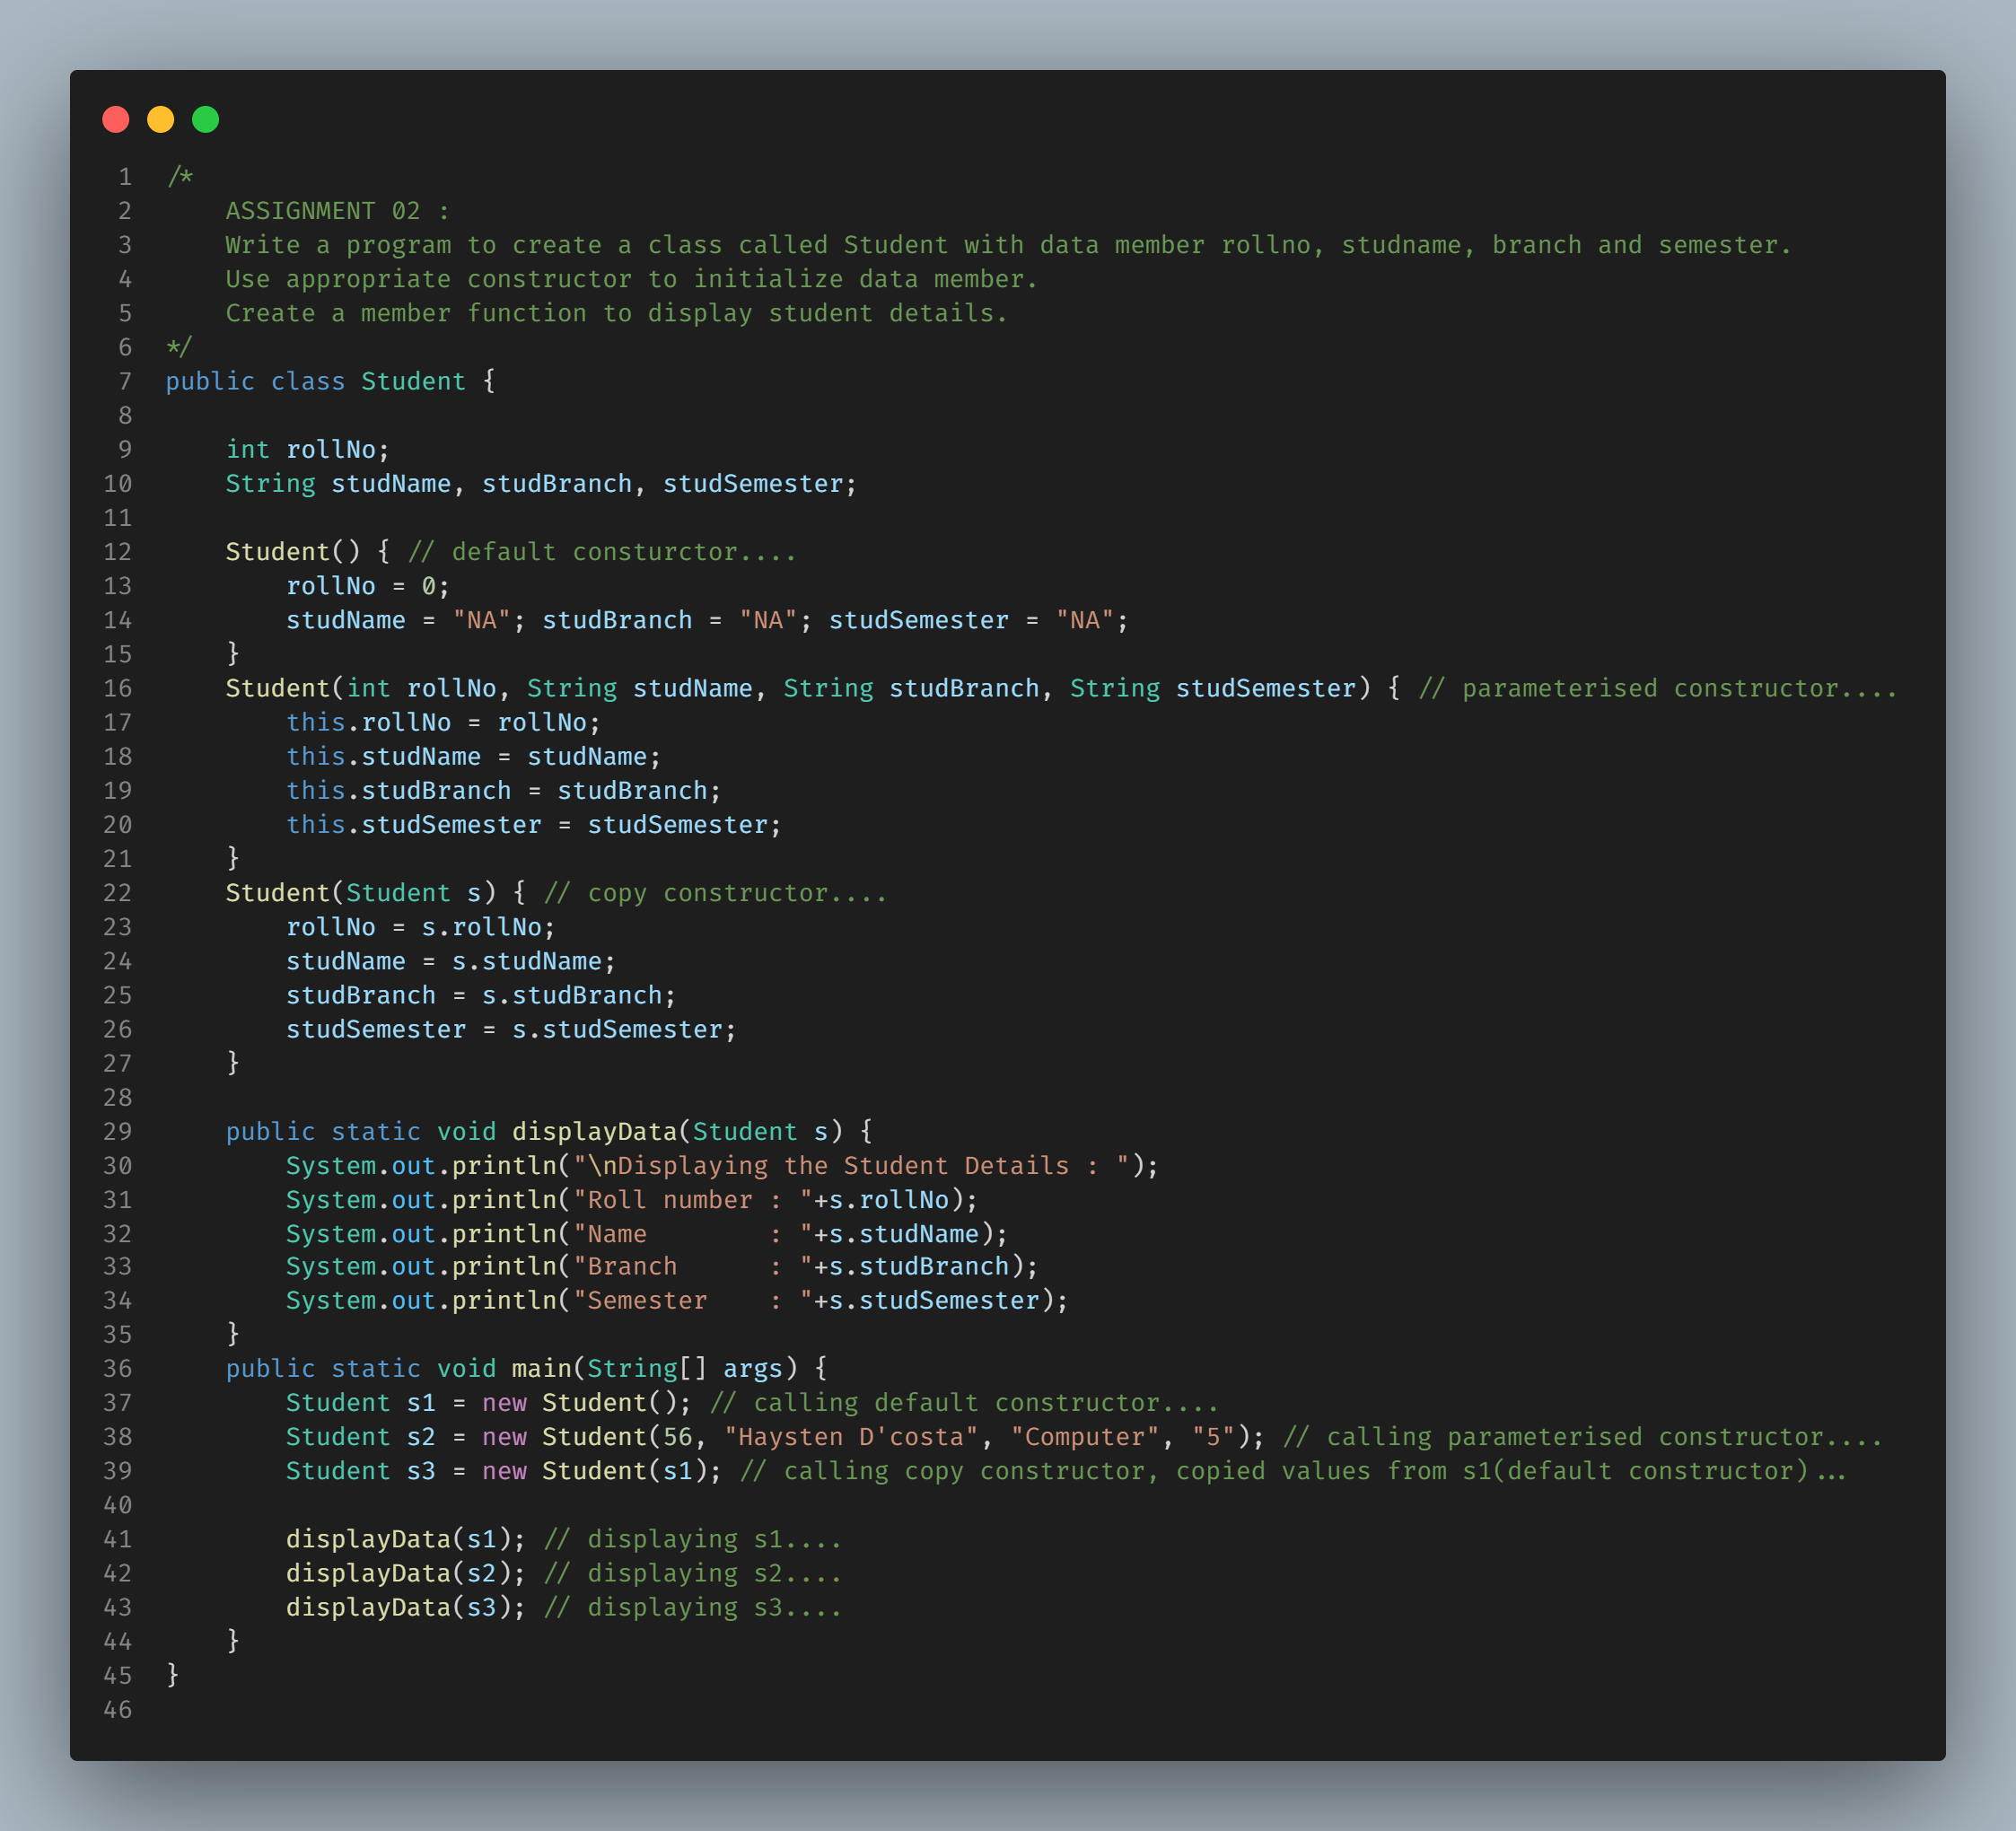 1 /*
2     ASSIGNMENT 02 :
3     Write a program to create a class called Student with data member rollno, studname, branch and semester.
4     Use appropriate constructor to initialize data member.
5     Create a member function to display student details.
6 */
7 public class Student {
8
9     int rollNo;
10     String studName, studBranch, studSemester;
11
12     Student() { // default consturctor....
13         rollNo = 0;
14         studName = "NA"; studBranch = "NA"; studSemester = "NA";
15     }
16     Student(int rollNo, String studName, String studBranch, String studSemester) { // parameterised constructor....
17         this.rollNo = rollNo;
18         this.studName = studName;
19         this.studBranch = studBranch;
20         this.studSemester = studSemester;
21     }
22     Student(Student s) { // copy constructor....
23         rollNo = s.rollNo;
24         studName = s.studName;
25         studBranch = s.studBranch;
26         studSemester = s.studSemester;
27     }
28
29     public static void displayData(Student s) {
30         System.out.println("\nDisplaying the Student Details : ");
31         System.out.println("Roll number : "+s.rollNo);
32         System.out.println("Name        : "+s.studName);
33         System.out.println("Branch      : "+s.studBranch);
34         System.out.println("Semester    : "+s.studSemester);
35     }
36     public static void main(String[] args) {
37         Student s1 = new Student(); // calling default constructor....
38         Student s2 = new Student(56, "Haysten D'costa", "Computer", "5"); // calling parameterised constructor....
39         Student s3 = new Student(s1); // calling copy constructor, copied values from s1(default constructor)...
40
41         displayData(s1); // displaying s1....
42         displayData(s2); // displaying s2....
43         displayData(s3); // displaying s3....
44     }
45 }
46